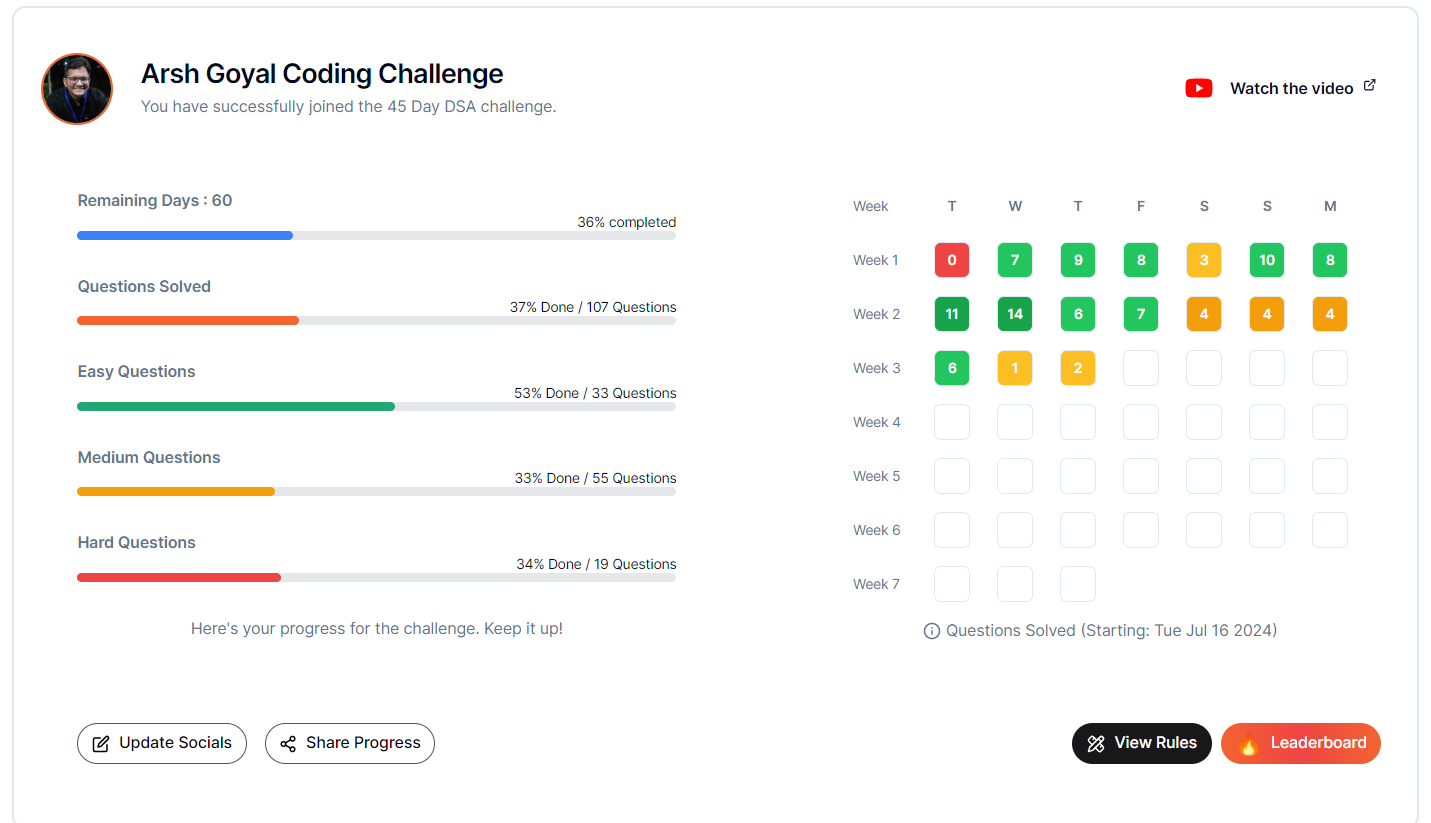 Arsh Goyal Coding Challenge
You have successfully joined the 45 Day DSA challenge.
Watch the video
Remaining Days : 60
36% completed
Questions Solved
37% Done / 107 Questions
Easy Questions
53% Done / 33 Questions
Medium Questions
33% Done / 55 Questions
Hard Questions
34% Done / 19 Questions
Here's your progress for the challenge. Keep it up!
Week T W T F S S M
Week 1 0 7 9 8 3 10 8
Week 2 11 14 6 7 4 4 4
Week 3 6 1 2
Week 4
Week 5
Week 6
Week 7
Questions Solved (Starting: Tue Jul 16 2024)
Update Socials
Share Progress
View Rules
Leaderboard